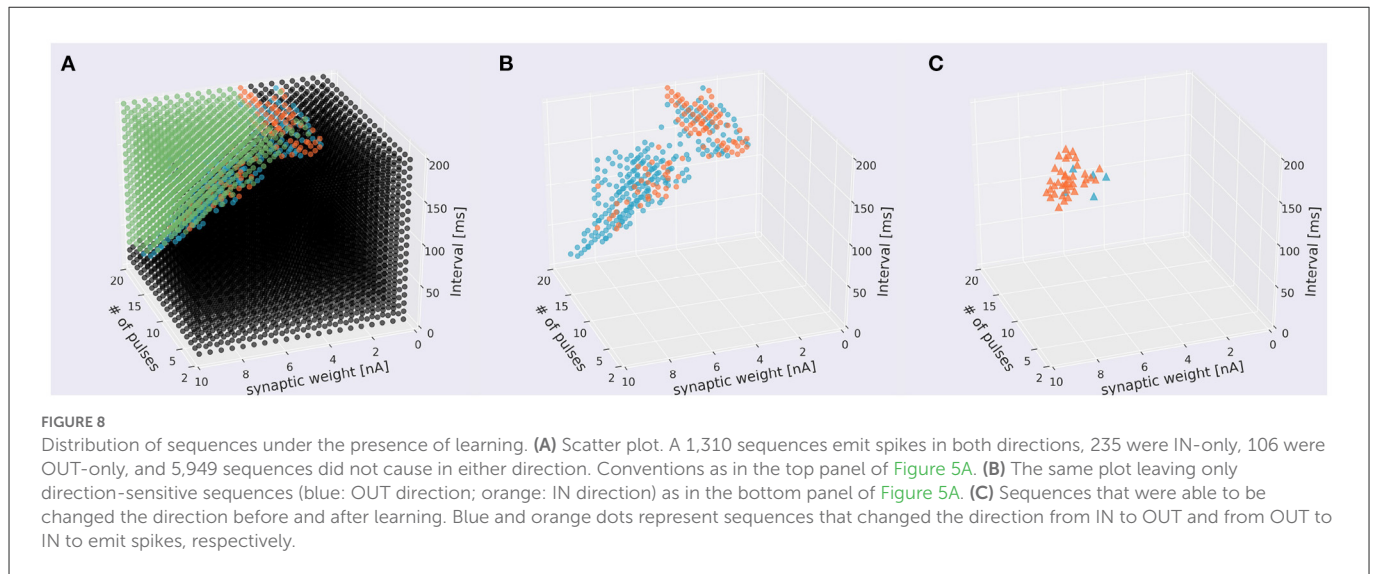 A
B
C
200
150
100
50
0
Interval [ms]
20
15
10
5
2
# of pulses
10
8
6
4
2
0
synaptic weight [nA]
200
150
100
50
0
Interval [ms]
20
15
10
5
2
# of pulses
10
8
6
4
2
0
synaptic weight [nA]
200
150
100
50
0
Interval [ms]
20
15
10
5
2
# of pulses
10
8
6
4
2
0
synaptic weight [nA]
FIGURE 8
Distribution of sequences under the presence of learning. (A) Scatter plot. A 1,310 sequences emit spikes in both directions, 235 were IN-only, 106 were
OUT-only, and 5,949 sequences did not cause in either direction. Conventions as in the top panel of Figure 5A. (B) The same plot leaving only
direction-sensitive sequences (blue: OUT direction; orange: IN direction) as in the bottom panel of Figure 5A. (C) Sequences that were able to be
changed the direction before and after learning. Blue and orange dots represent sequences that changed the direction from IN to OUT and from OUT to
IN to emit spikes, respectively.